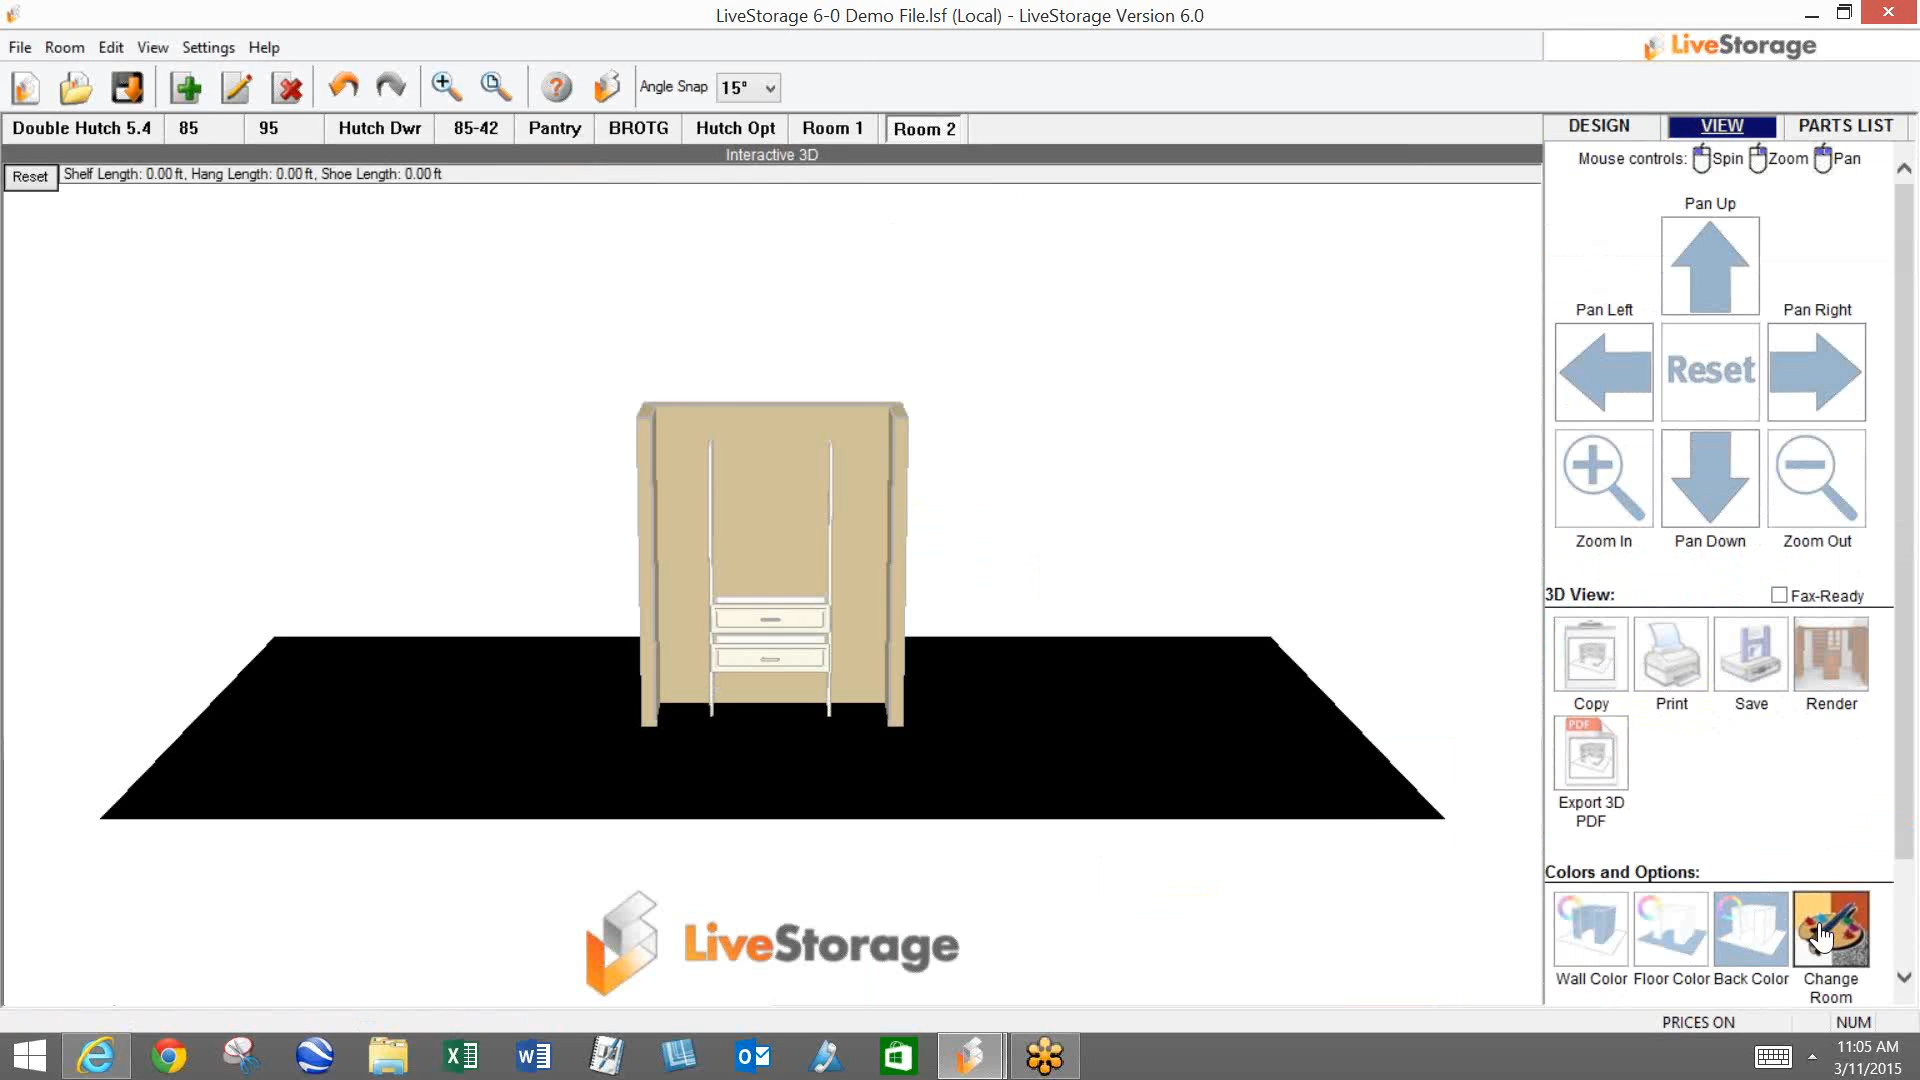 LiveStorage 6-0 Demo File.lsf (Local) - LiveStorage Version 6.0
File Room Edit View Settings Help
LiveStorage
Angle Snap 15°
Double Hutch 5.4 85 95 Hutch Dwr 85-42 Pantry BROTG Hutch Opt Room 1 Room 2
DESIGN VIEW PARTS LIST
Interactive 3D
Reset Shelf Length: 0.00 ft, Hang Length: 0.00 ft, Shoe Length: 0.00 ft
Mouse controls: Spin Zoom Pan
Pan Up
Pan Left Pan Right
Reset
Zoom In Pan Down Zoom Out
3D View: Fax-Ready
Copy Print Save Render
PDF
Export 3D
PDF
Colors and Options:
Wall Color Floor Color Back Color Change
Room
LiveStorage
PRICES ON NUM
11:05 AM
3/11/2015